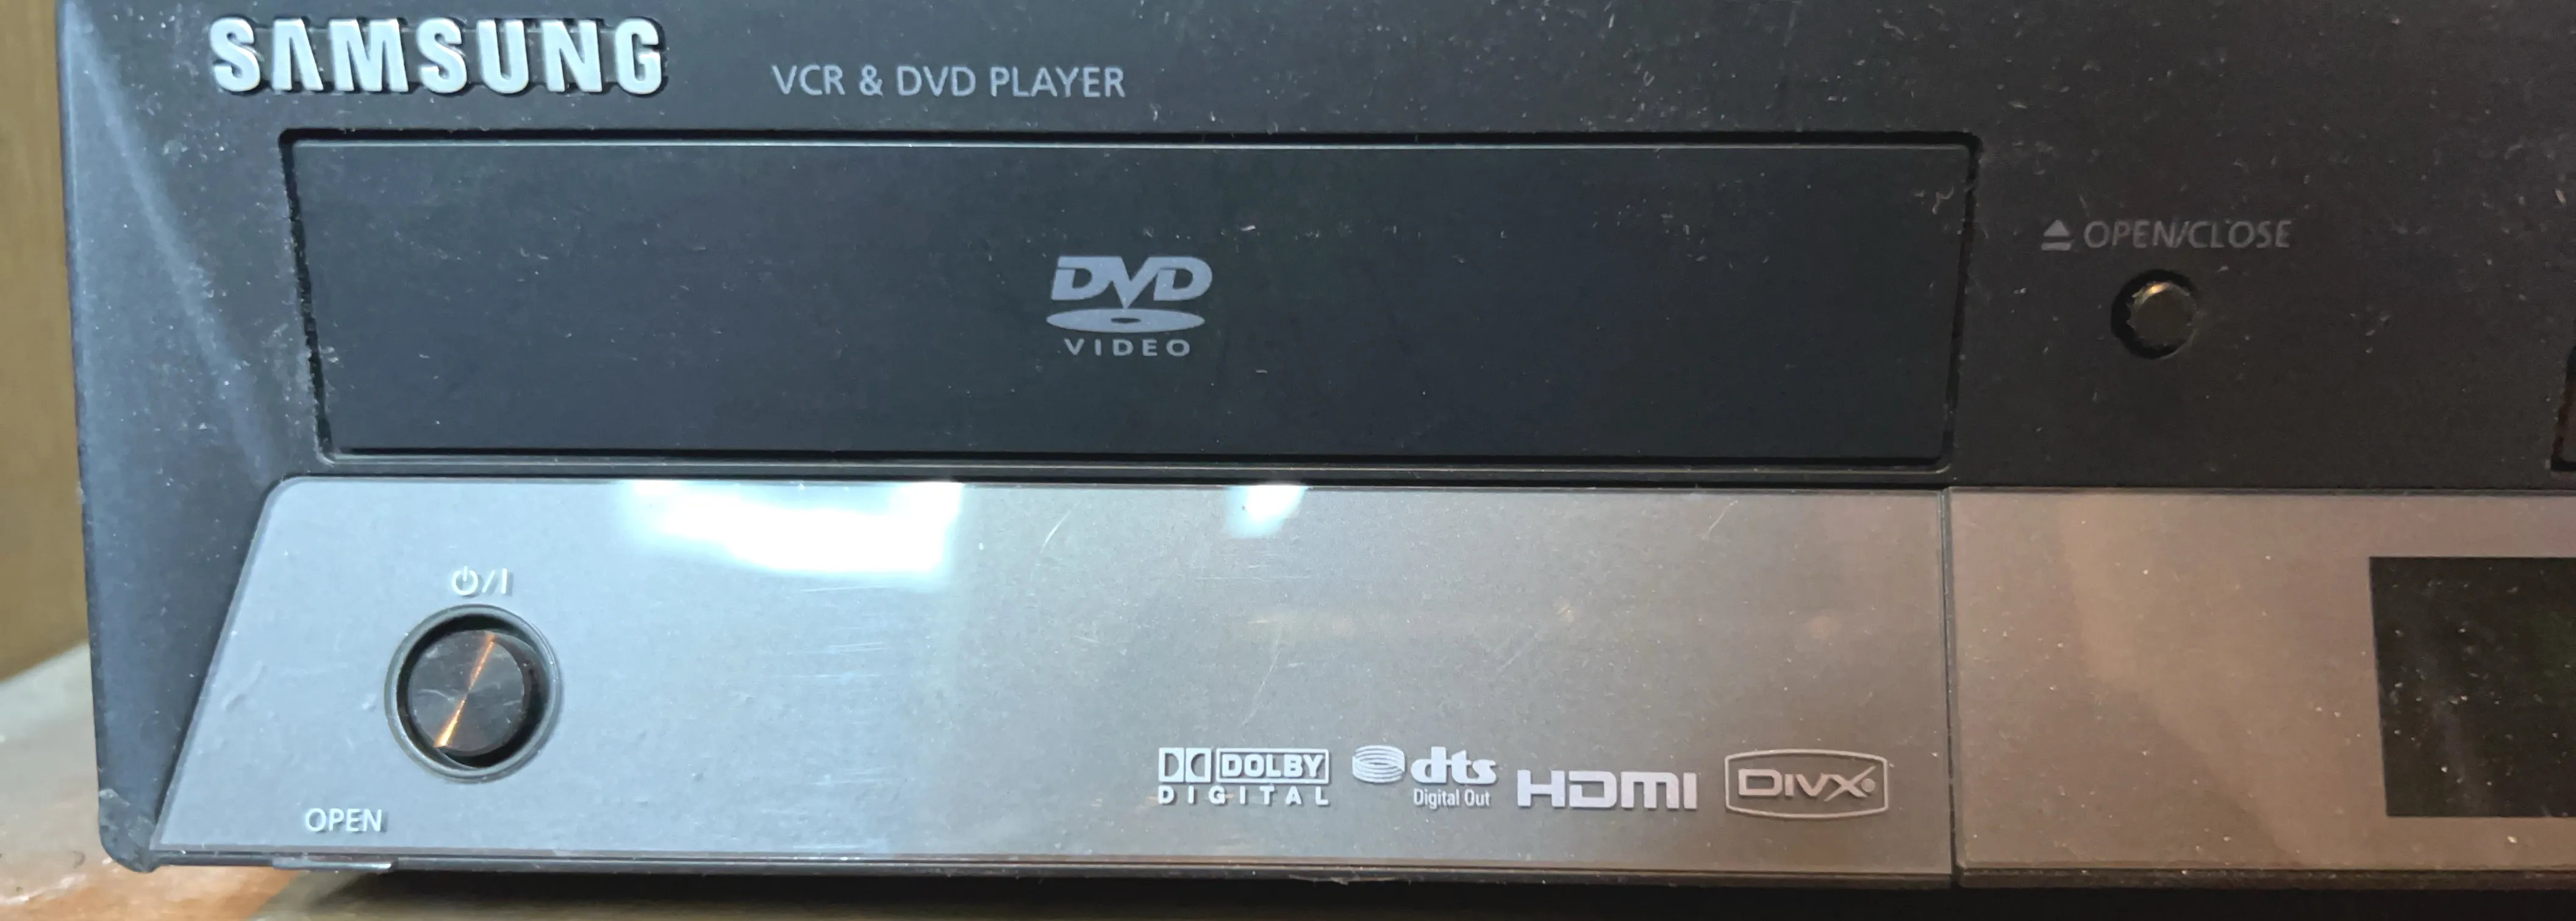 SAMSUNG
VCR & DVD PLAYER
DVD
VIDEO
OPEN/CLOSE
OPEN
DOLBY
DIGITAL
dts
Digital Out
HDMI
DIVX